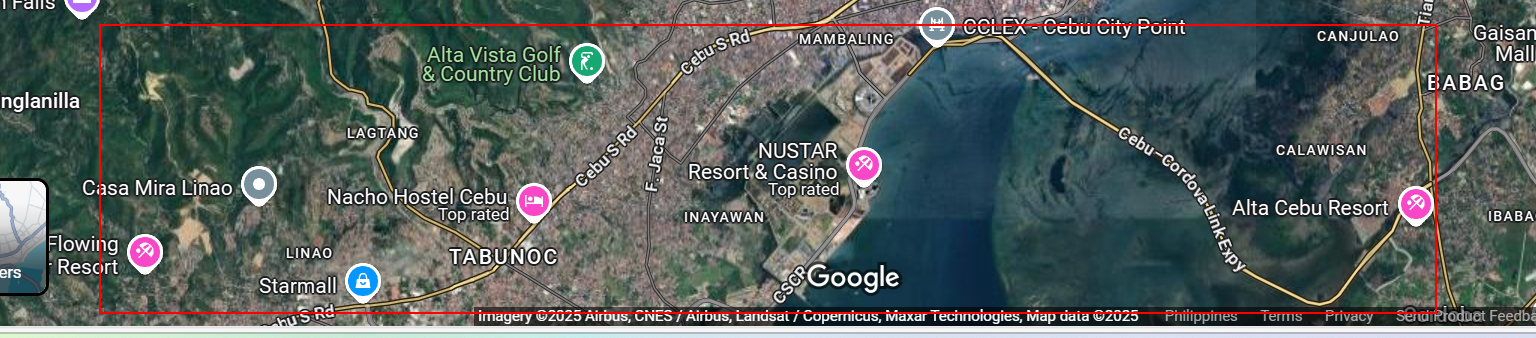 Falls
CCLEX - Cebu City Point
Tian
Gaisan
Mall
CANJULAO
MAMBALING
Cebu S Rd
Alta Vista Golf
& Country Club
BABAG
nglanilla
LAGTANG
Cebu S Rd
F. Jaca St
NUSTAR
Resort & Casino
Top rated
Cebu-Cordova Link Expy
CALAWISAN
Casa Mira Linao
Nacho Hostel Cebu
Top rated
INAYAWAN
Alta Cebu Resort
IBABA
Flowing
Resort
LINAO
TABUNOC
ers
Starmall
Google
CSCR
bu S Rd
Imagery ©2025 Airbus, CNES / Airbus, Landsat / Copernicus, Maxar Technologies, Map data ©2025
Philippines
Terms
Privacy
Send Product Feedba